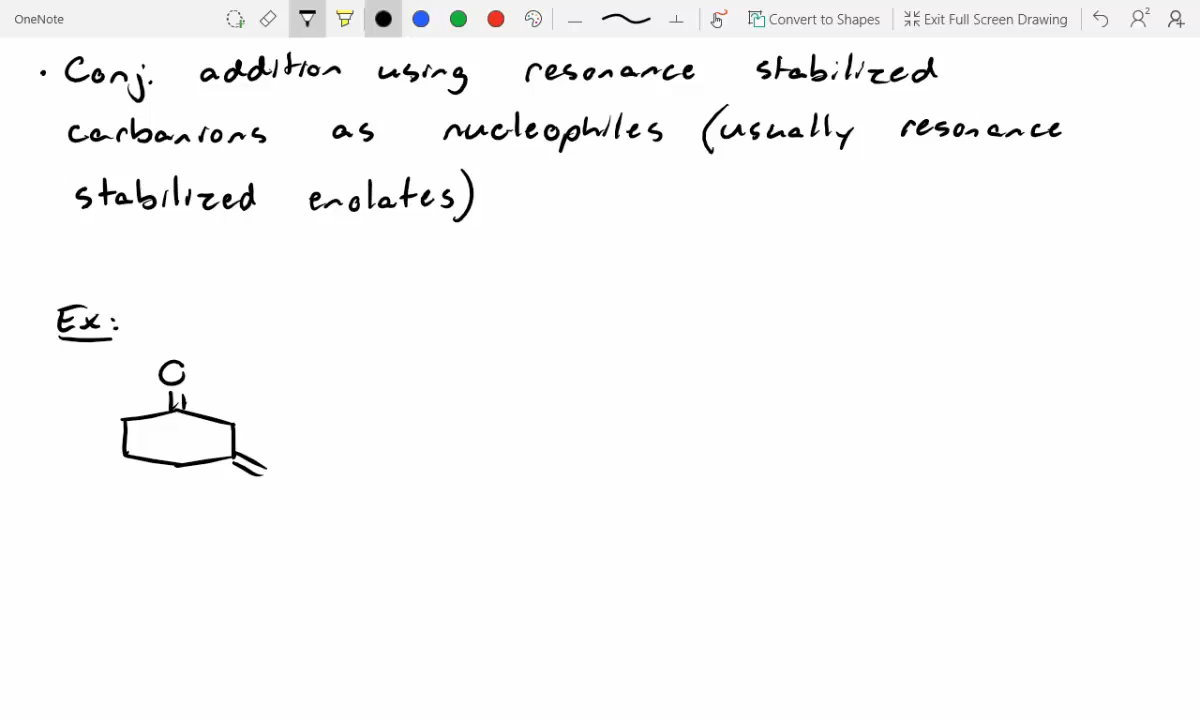 OneNote
Convert to Shapes
Exit Full Screen Drawing
• Conj. addition using resonance stabilized
carbanions as nucleophiles (usually resonance
stabilized enolates)
Ex:
O